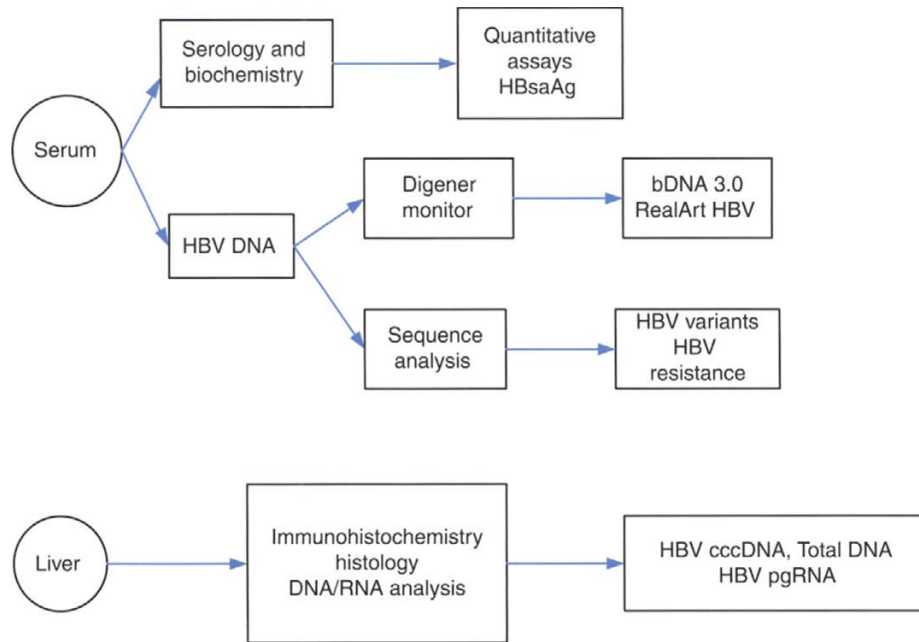 Serology and
biochemistry
Quantitative
assays
HBsaAg
Serum
Digener
monitor
bDNA 3.0
RealArt HBV
HBV DNA
Sequence
analysis
HBV variants
HBV
resistance
Liver
Immunohistochemistry
histology
DNA/RNA analysis
HBV cccDNA, Total DNA
HBV pgRNA